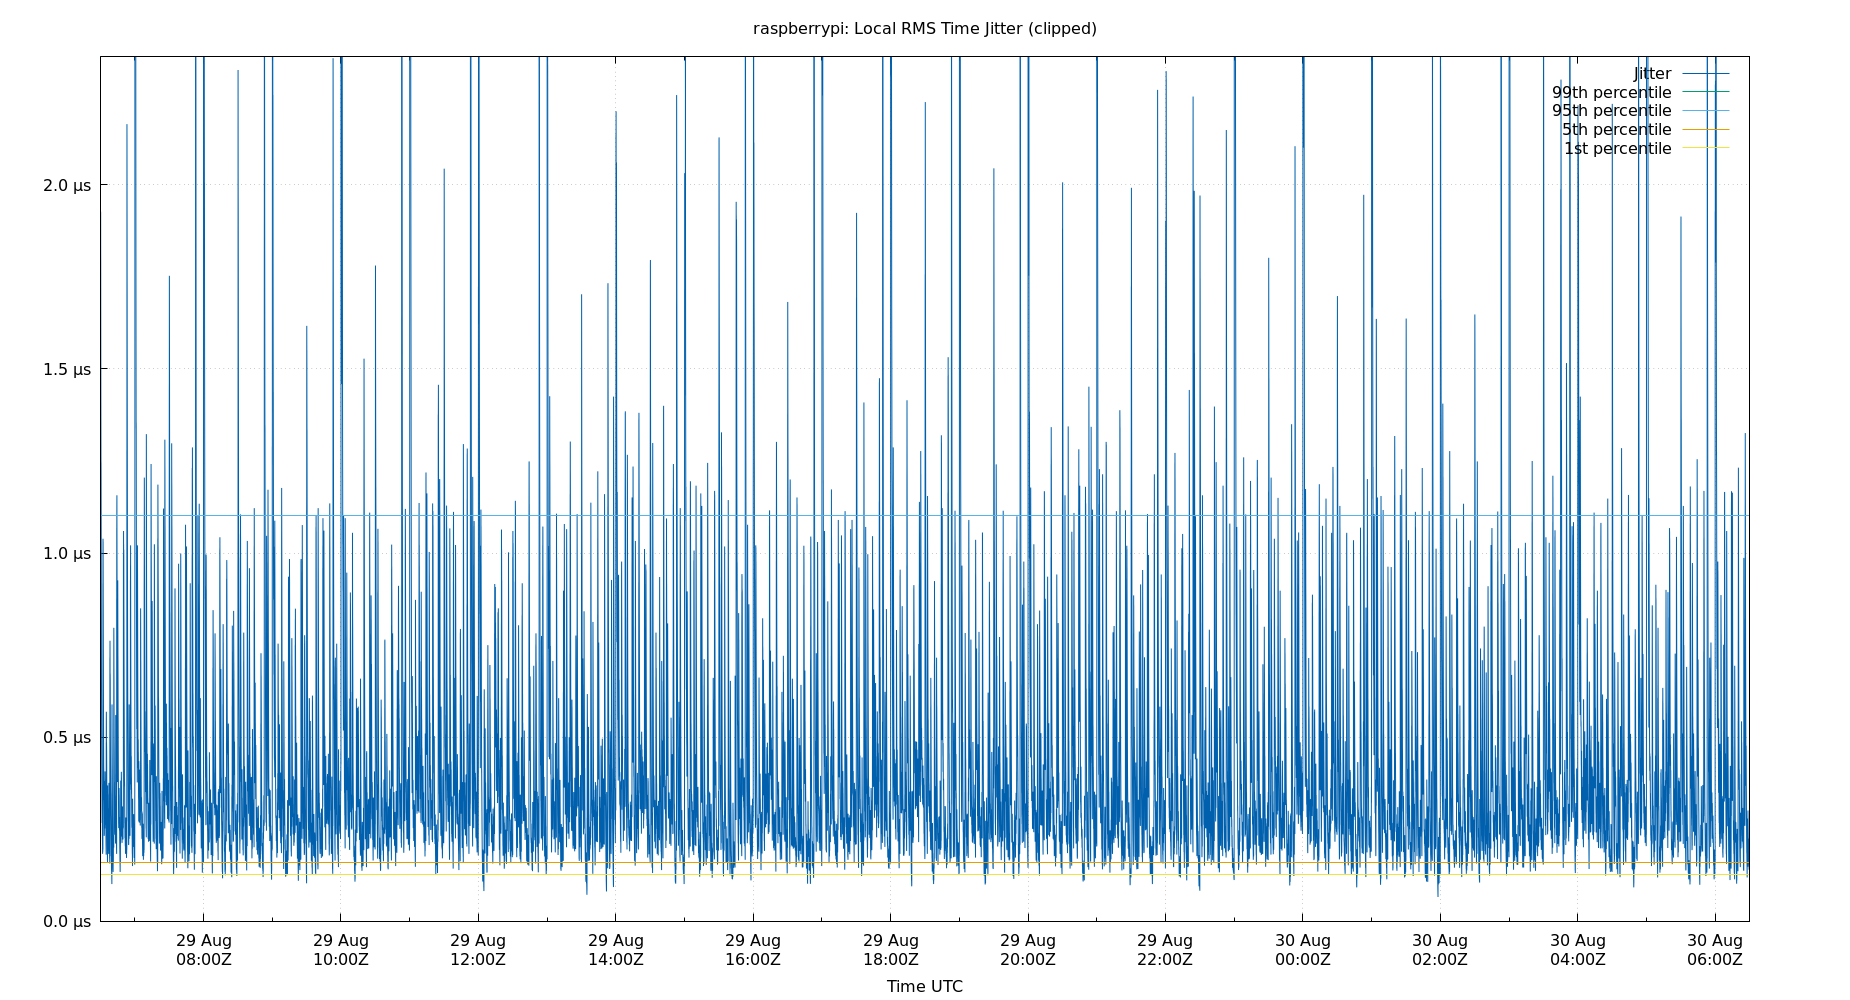 raspberrypi: Local RMS Time Jitter (clipped)
Jitter
99th percentile
95th percentile
5th percentile
1st percentile
2.0 µs
1.5 µs
1.0 µs
0.5 µs
0.0 µs
29 Aug 29 Aug 29 Aug 29 Aug 29 Aug 29 Aug 29 Aug 29 Aug 30 Aug 30 Aug 30 Aug 30 Aug
08:00Z 10:00Z 12:00Z 14:00Z 16:00Z 18:00Z 20:00Z 22:00Z 00:00Z 02:00Z 04:00Z 06:00Z
Time UTC